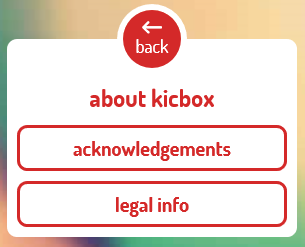 back
about kicbox
acknowledgements
legal info